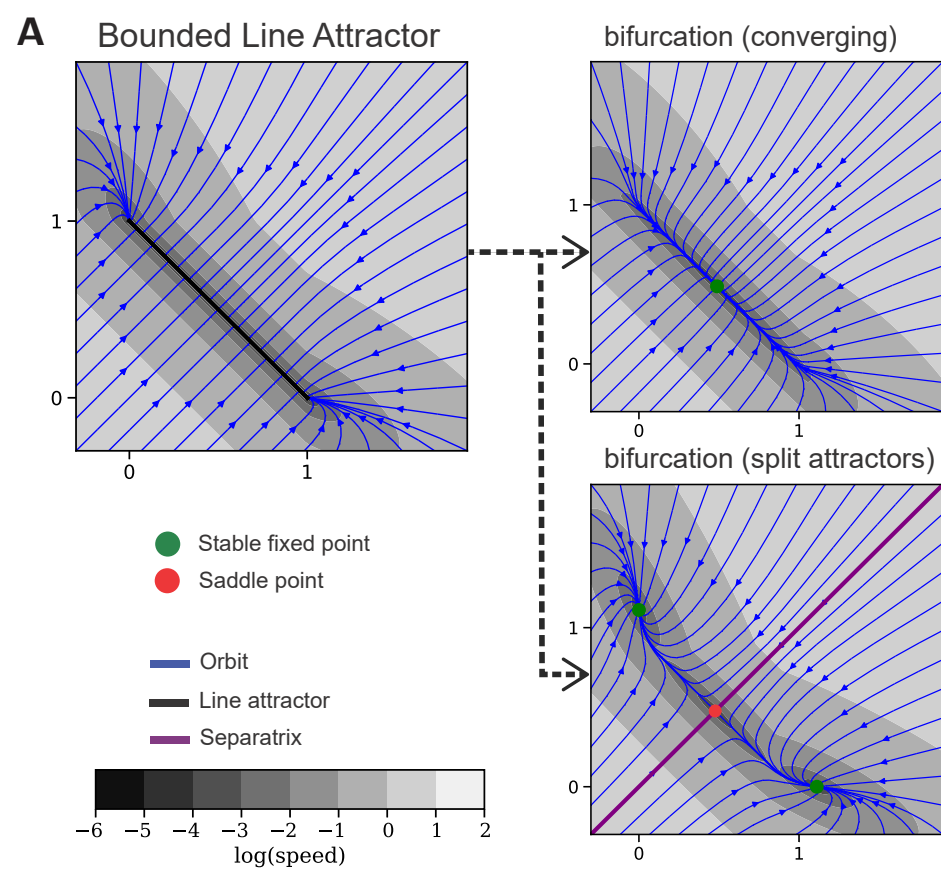 A
Bounded Line Attractor
1
0
0
1
bifurcation (converging)
1
0
0
1
bifurcation (split attractors)
1
0
0
1
Stable fixed point
Saddle point
Orbit
Line attractor
Separatrix
−6 −5 −4 −3 −2 −1 0 1 2
log(speed)